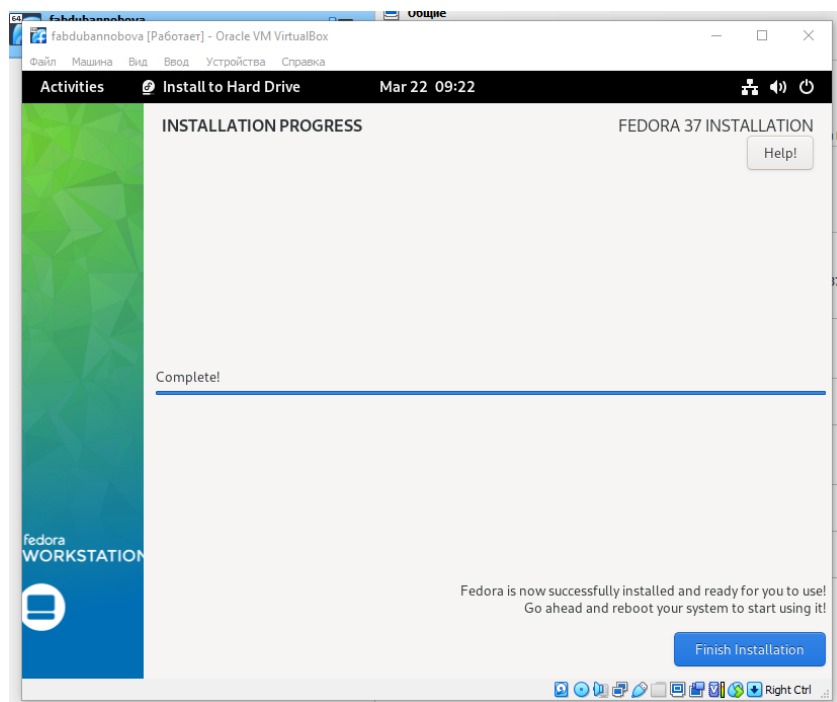 64
fabdubannobova
Общие
fabdubannobova [Работает] - Oracle VM VirtualBox
Файл Машина Вид Ввод Устройства Справка
Activities Install to Hard Drive Mar 22 09:22
INSTALLATION PROGRESS
FEDORA 37 INSTALLATION
Help!
Complete!
fedora
WORKSTATION
Fedora is now successfully installed and ready for you to use!
Go ahead and reboot your system to start using it!
Finish Installation
Right Ctrl